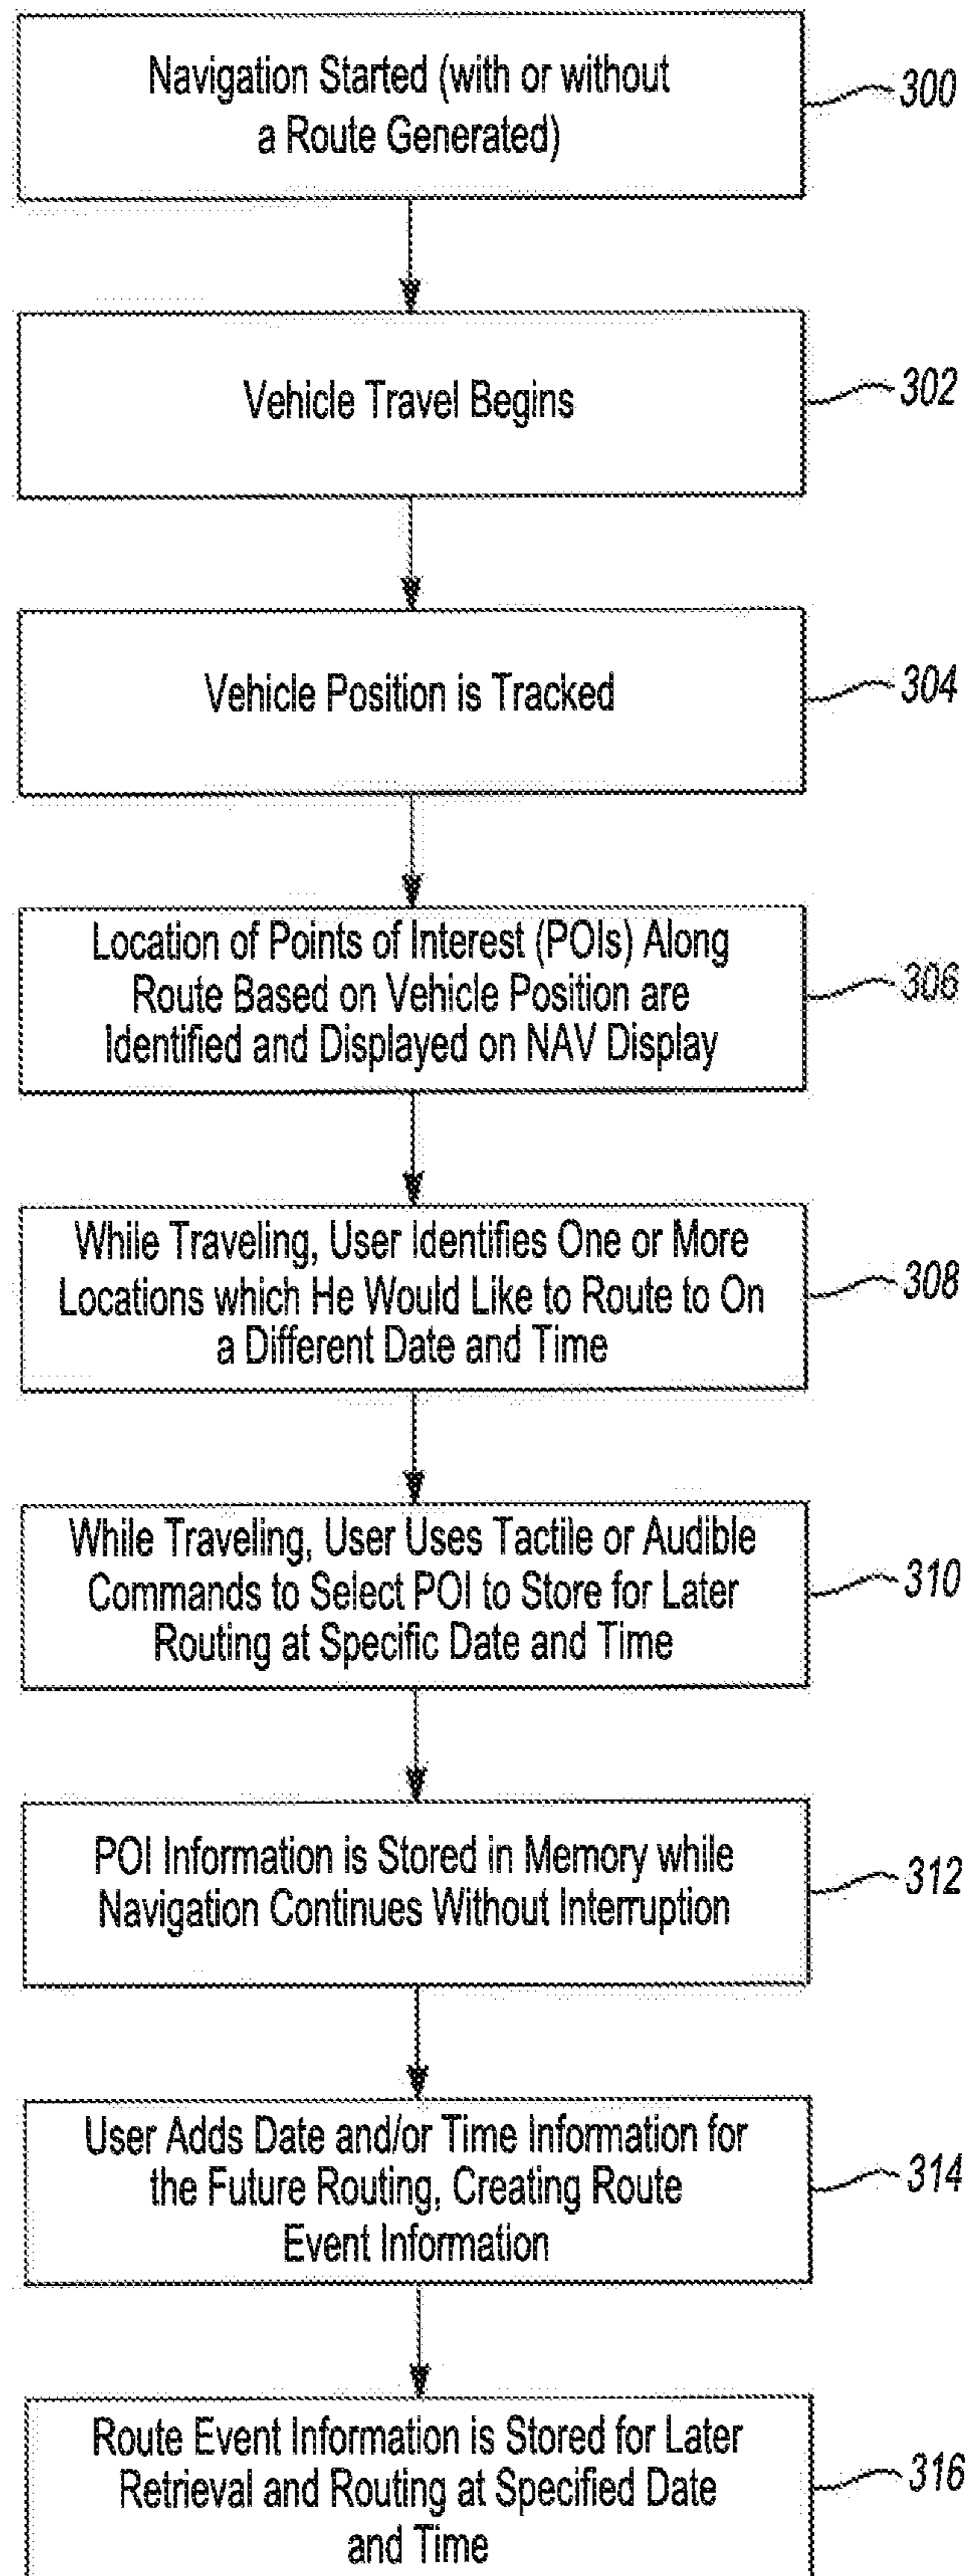 Navigation Started (with or without
a Route Generated)
300
Vehicle Travel Begins
302
Vehicle Position is Tracked
304
Location of Points of Interest (POIs) Along
Route Based on Vehicle Position are
Identified and Displayed on NAV Display
306
While Traveling, User Identifies One or More
Locations which He Would Like to Route to On
a Different Date and Time
308
While Traveling, User Uses Tactile or Audible
Commands to Select POI to Store for Later
Routing at Specific Date and Time
310
POI Information is Stored in Memory while
Navigation Continues Without Interruption
312
User Adds Date and/or Time Information for
the Future Routing, Creating Route
Event Information
314
Route Event Information is Stored for Later
Retrieval and Routing at Specified Date
and Time
316